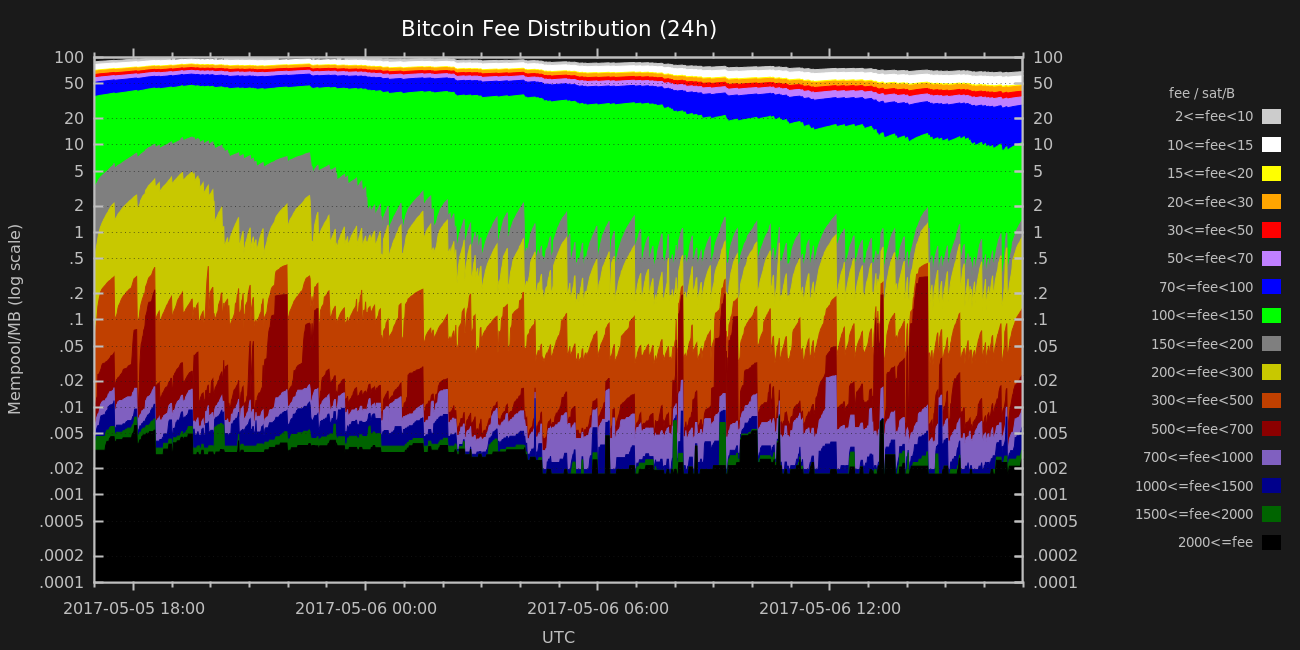 Bitcoin Fee Distribution (24h)
100
50
20
10
5
2
1
.5
.2
.1
.05
.02
.01
.005
.002
.001
.0005
.0002
.0001
Mempool/MB (log scale)
100
50
20
10
5
2
1
.5
.2
.1
.05
.02
.01
.005
.002
.001
.0005
.0002
.0001
2017-05-05 18:00
2017-05-06 00:00
2017-05-06 06:00
2017-05-06 12:00
UTC
fee / sat/B
2<=fee<10
10<=fee<15
15<=fee<20
20<=fee<30
30<=fee<50
50<=fee<70
70<=fee<100
100<=fee<150
150<=fee<200
200<=fee<300
300<=fee<500
500<=fee<700
700<=fee<1000
1000<=fee<1500
1500<=fee<2000
2000<=fee